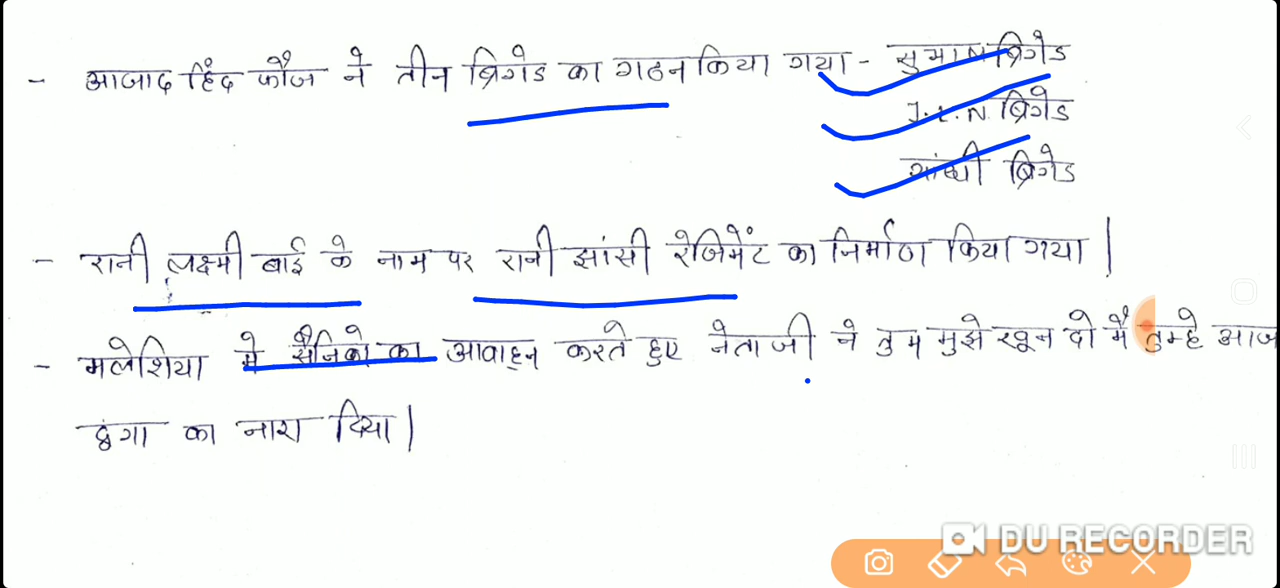 - आजाद हिंद फौज ने तीन ब्रिगेड का गठन किया गया - सुभाष ब्रिगेड
J.L.N. ब्रिगेड
गांधी ब्रिगेड
- रानी लक्ष्मी बाई के नाम पर रानी झांसी रेजिमेंट का निर्माण किया गया |
- मलेशिया मे सैनिको का आवाह्न करते हुए नेताजी ने तुम मुझे खून दो मैं तुम्हे आज
दुंगा का नारा दिया |
DU RECORDER